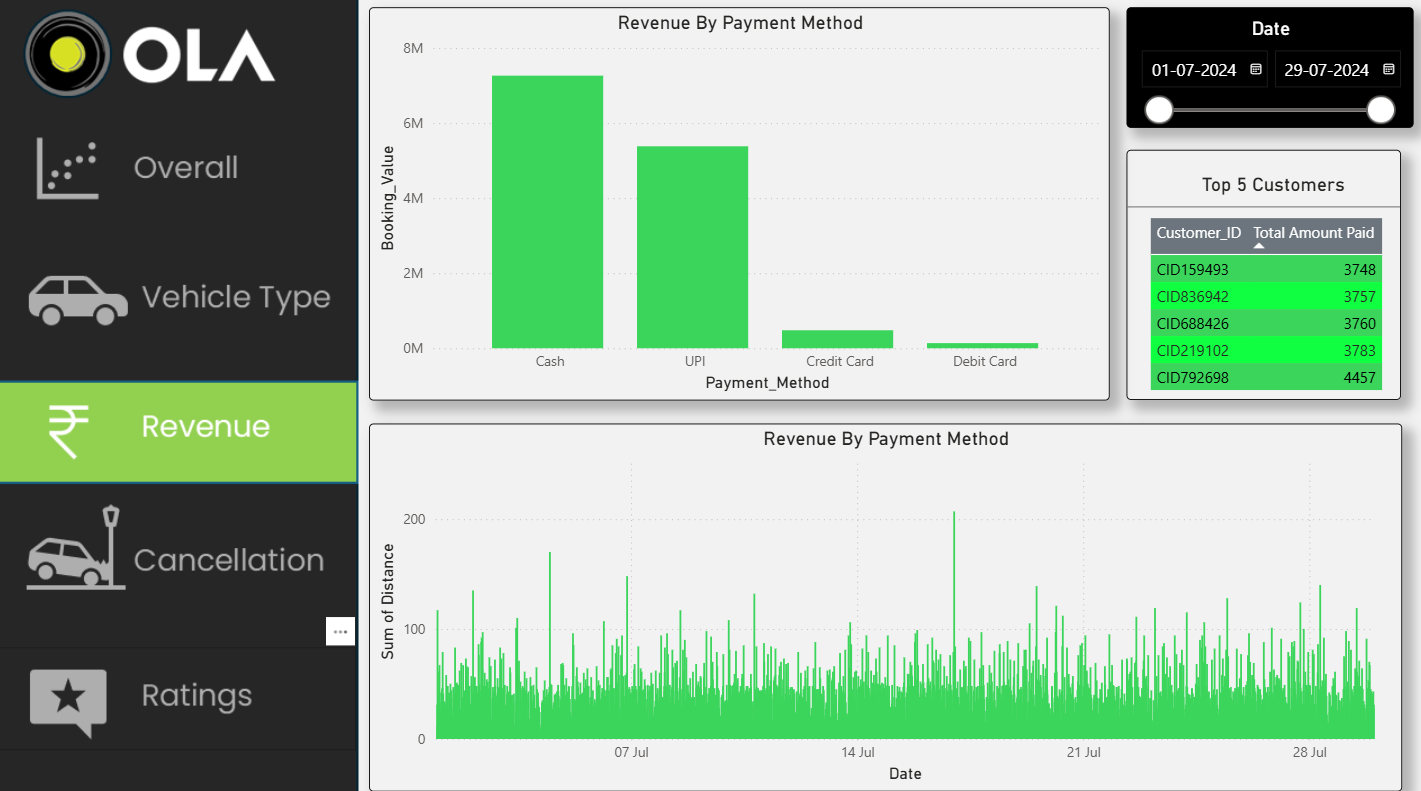 OLA
Overall
Vehicle Type
₹
Revenue
Cancellation
...
Ratings
Revenue By Payment Method
8M
6M
4M
2M
0M
Booking_Value
Cash UPI Credit Card Debit Card
Payment_Method
Date
01-07-2024 29-07-2024
Top 5 Customers
Customer_ID Total Amount Paid
CID159493 3748
CID836942 3757
CID688426 3760
CID219102 3783
CID792698 4457
Revenue By Payment Method
200
100
0
Sum of Distance
07 Jul 14 Jul 21 Jul 28 Jul
Date